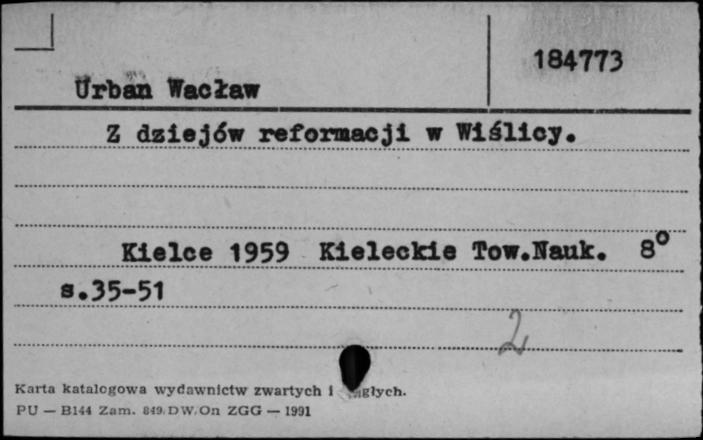 184773
Urban Wacław
Z dziejów reformacji w Wiślicy.
Kielce 1959 Kieleckie Tow.Nauk. 8°
s.35-51
2
Karta katalogowa wydawnictw zwartych i
PU — B144 Zam. 849/DW/On ZGG — 1991